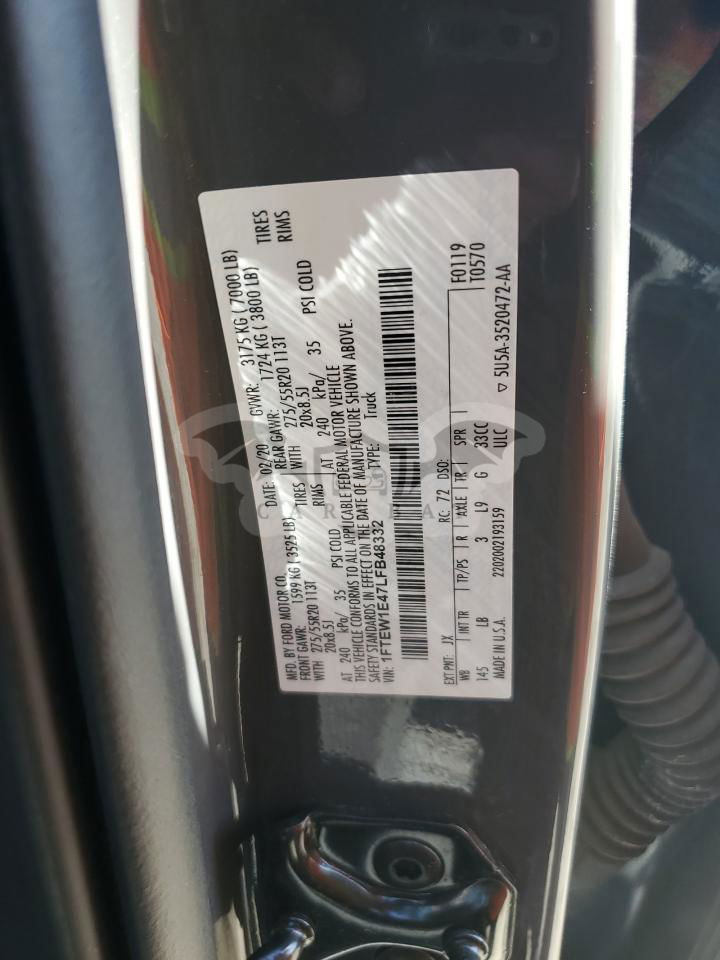 MFD. BY FORD MOTOR CO. DATE: 02/20 GVWR: 3175 KG (7000 LB)
FRONT GAWR: 1599 KG (3525 LB) REAR GAWR: 1724 KG (3800 LB)
WITH 275/55R20 113T TIRES WITH 275/55R20 113T TIRES
20x8.5J RIMS 20x8.5J RIMS
AT 240 kPa/ 35 PSI COLD AT 240 kPa/ 35 PSI COLD
THIS VEHICLE CONFORMS TO ALL APPLICABLE FEDERAL MOTOR VEHICLE
SAFETY STANDARDS IN EFFECT ON THE DATE OF MANUFACTURE SHOWN ABOVE.
VIN: 1FTEW1E47LFB48332 TYPE: Truck
F0119
T0570
EXT PNT: JX RC: 72 DSO:
WB INT TR TP/PS R AXLE TR SPR
145 LB 3 L9 G 33CC
MADE IN U.S.A. 2202002193159 ULC
▽ 5U5A-3520472-AA